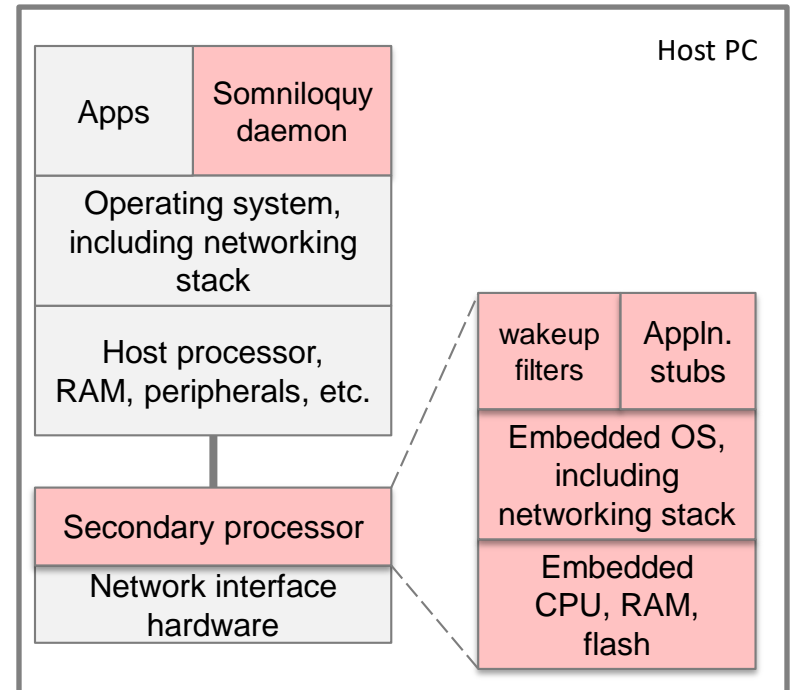 Host PC
Apps
Somniloquy
daemon
Operating system,
including networking
stack
Host processor,
RAM, peripherals, etc.
Secondary processor
Network interface
hardware
wakeup
filters
Appln.
stubs
Embedded OS,
including
networking stack
Embedded
CPU, RAM,
flash